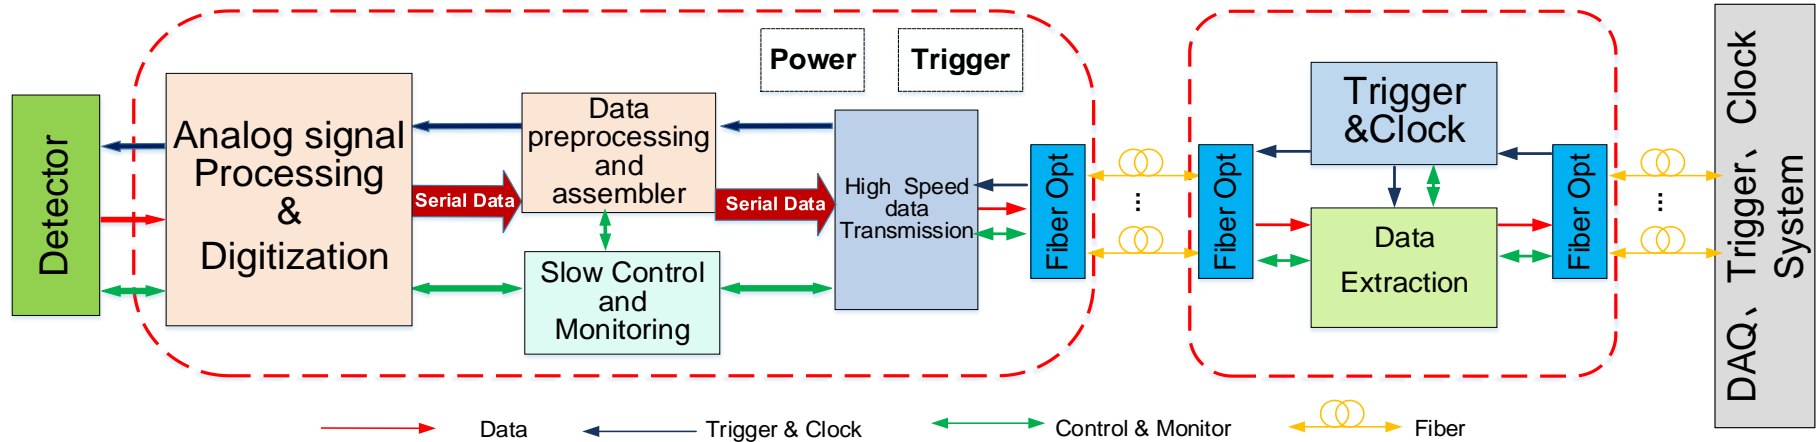 Detector
Analog signal
Processing
&
Digitization
Serial Data
Data
preprocessing
and
assembler
Slow Control
and
Monitoring
Serial Data
Power
Trigger
High Speed
data
Transmission
Fiber Opt
...
Fiber Opt
Trigger
&Clock
Data
Extraction
Fiber Opt
...
DAQ、Trigger、Clock
System
Data
Trigger & Clock
Control & Monitor
Fiber